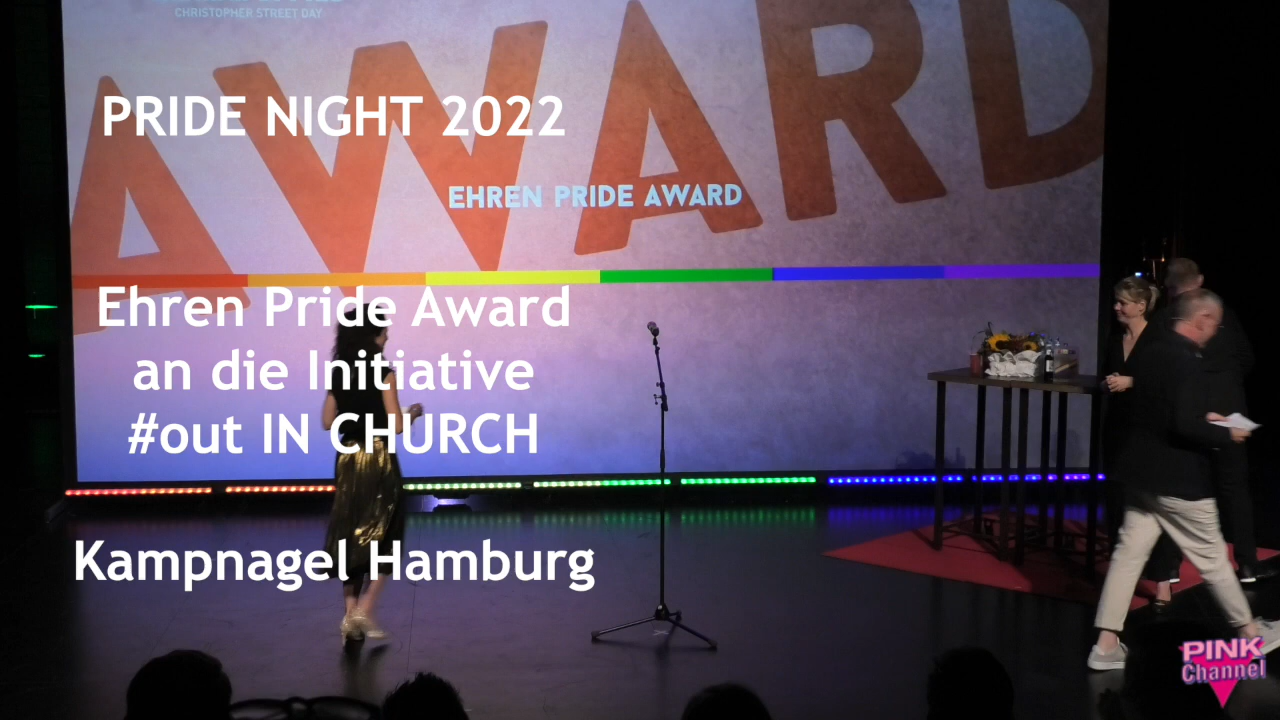 CHRISTOPHER STREET DAY
AWARD
PRIDE NIGHT 2022
EHREN PRIDE AWARD
Ehren Pride Award
an die Initiative
#out IN CHURCH
Kampnagel Hamburg
PINK
Channel